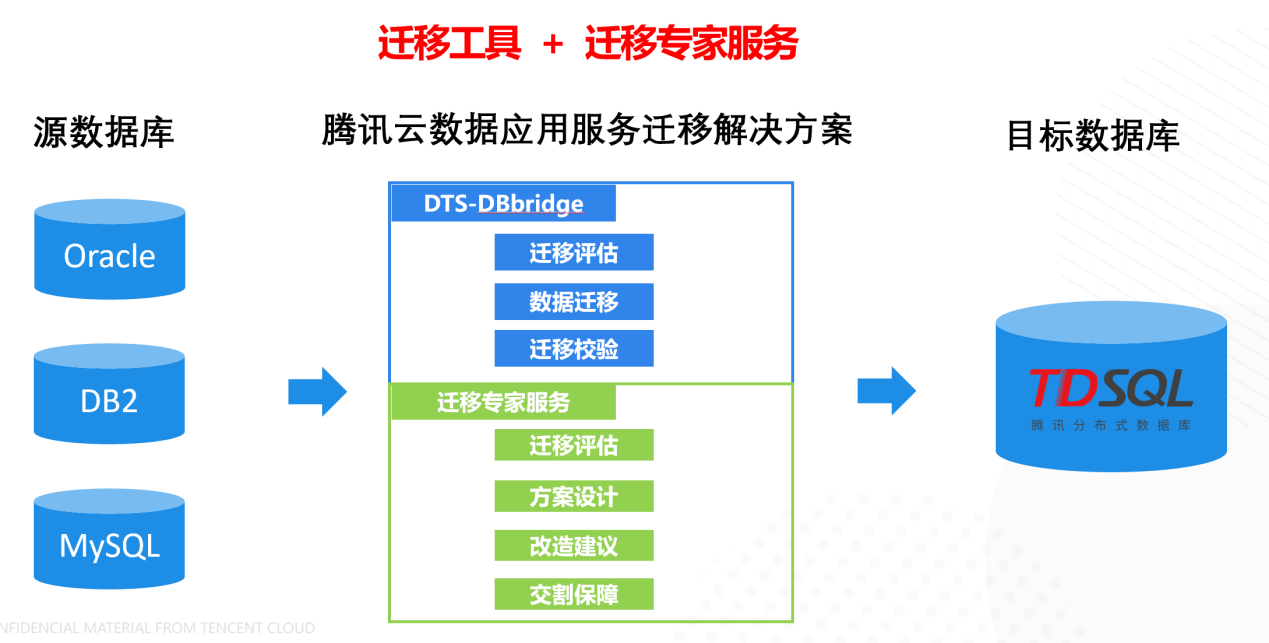 迁移工具 + 迁移专家服务
源数据库
腾讯云数据应用服务迁移解决方案
目标数据库
Oracle
DB2
MySQL
DTS-DBbridge
迁移评估
数据迁移
迁移校验
迁移专家服务
迁移评估
方案设计
改造建议
交割保障
TDSQL
腾讯分布式数据库
NFIDENCIAL MATERIAL FROM TENCENT CLOUD